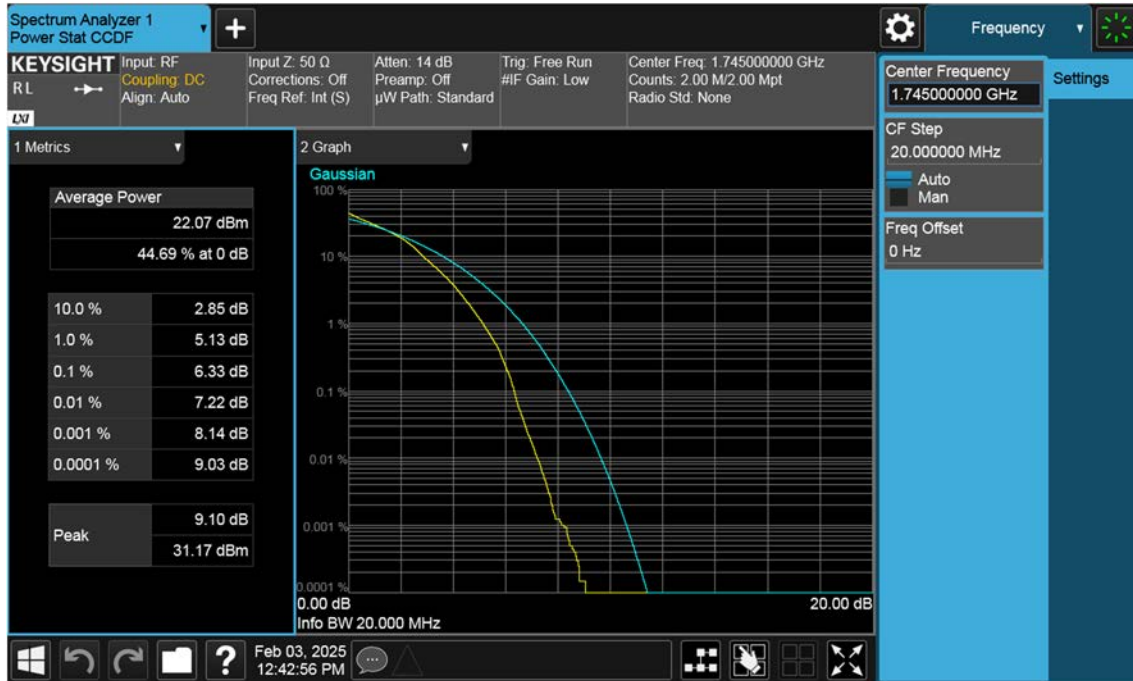 Spectrum Analyzer 1
Power Stat CCDF
Frequency
KEYSIGHT
R L
LXI
Input: RF
Coupling: DC
Align: Auto
Input Z: 50 Ω
Corrections: Off
Freq Ref: Int (S)
Atten: 14 dB
Preamp: Off
µW Path: Standard
Trig: Free Run
#IF Gain: Low
Center Freq: 1.745000000 GHz
Counts: 2.00 M/2.00 Mpt
Radio Std: None
Center Frequency
1.745000000 GHz
Settings
CF Step
20.000000 MHz
Auto
Man
Freq Offset
0 Hz
1 Metrics
Average Power
22.07 dBm
44.69 % at 0 dB
10.0 % 2.85 dB
1.0 % 5.13 dB
0.1 % 6.33 dB
0.01 % 7.22 dB
0.001 % 8.14 dB
0.0001 % 9.03 dB
Peak
9.10 dB
31.17 dBm
2 Graph
Gaussian
100 %
10 %
1 %
0.1 %
0.01 %
0.001 %
0.0001 %
0.00 dB 20.00 dB
Info BW 20.000 MHz
?
Feb 03, 2025
12:42:56 PM